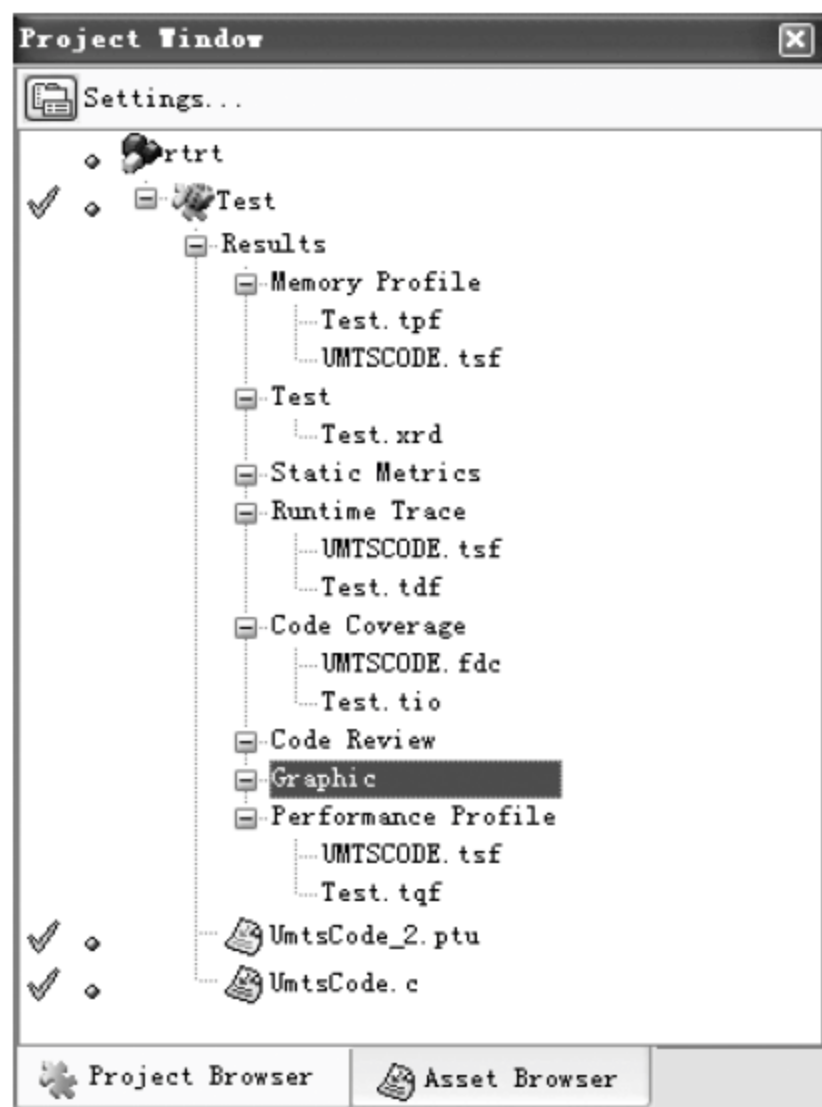 Project Window
Settings...
rtrt
Test
Results
Memory Profile
Test.tpf
UMTSCODE.tsf
Test
Test.xrd
Static Metrics
Runtime Trace
UMTSCODE.tsf
Test.tdf
Code Coverage
UMTSCODE.fdc
Test.tio
Code Review
Graphic
Performance Profile
UMTSCODE.tsf
Test.tqf
UmtsCode_2.ptu
UmtsCode.c
Project Browser Asset Browser